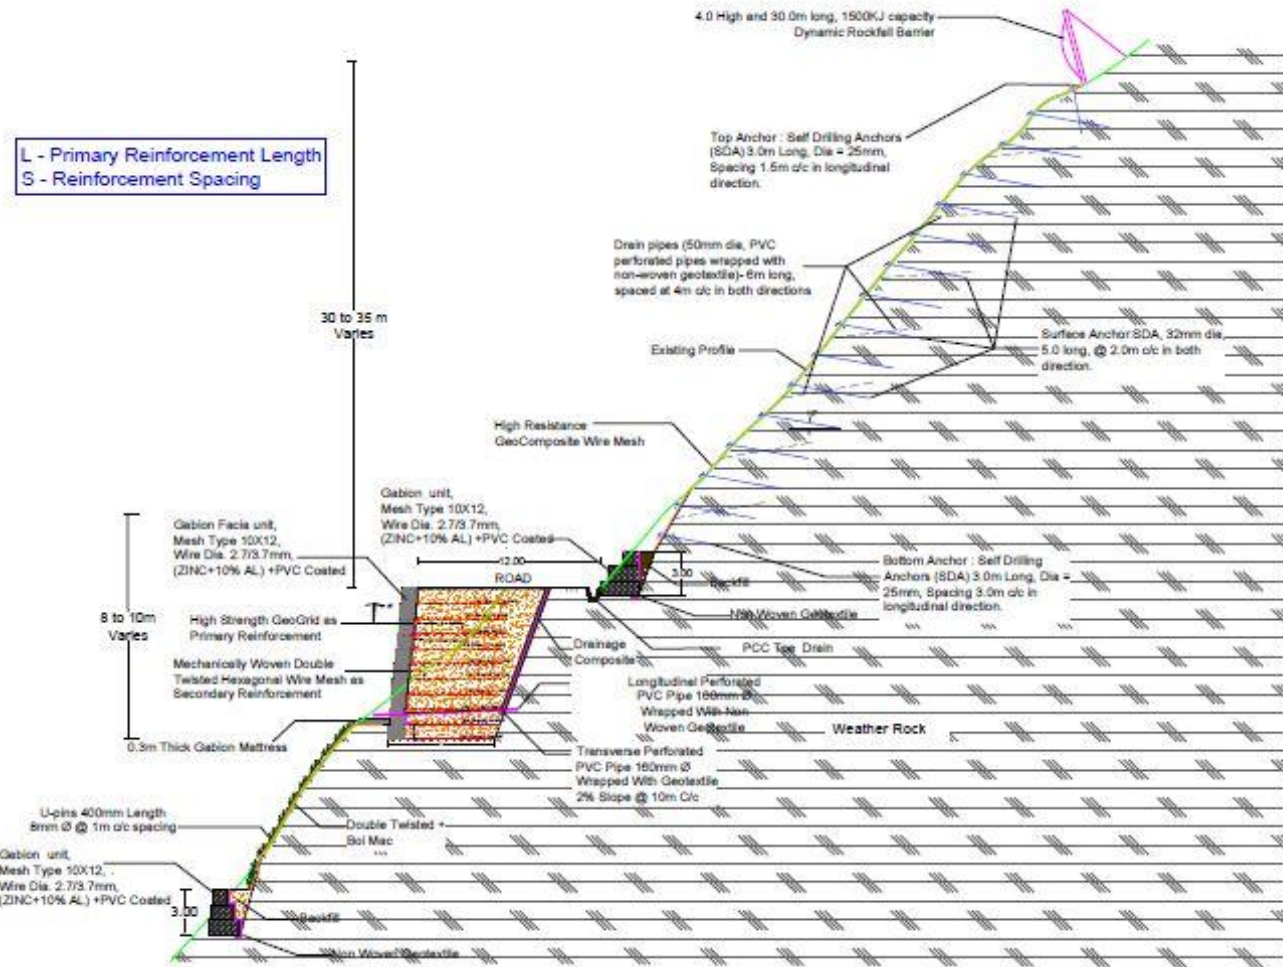 4.0 High and 30.0m long, 1500KJ capacity
Dynamic Rockfall Barrier
L - Primary Reinforcement Length
S - Reinforcement Spacing
Top Anchor : Self Drilling Anchors
(SDA) 3.0m Long, Dia = 25mm,
Spacing 1.5m c/c in longitudinal
direction.
Drain pipes (50mm die, PVC
perforated pipes wrapped with
non-woven geotextile)- 6m long,
spaced at 4m c/c in both directions
30 to 35 m
Varies
Existing Profile
Surface Anchor SDA, 32mm die,
5.0 long, @ 2.0m c/c in both
direction.
High Resistance
GeoComposite Wire Mesh
Gabion unit,
Mesh Type 10X12,
Wire Dia. 2.7/3.7mm,
(ZINC+10% AL) +PVC Coated
Gabion Facia unit,
Mesh Type 10X12,
Wire Dia. 2.7/3.7mm,
(ZINC+10% AL) +PVC Coated
12.00
ROAD
3.00
Backfill
Bottom Anchor : Self Drilling
Anchors (SDA) 3.0m Long, Dia =
25mm, Spacing 3.0m c/c in
longitudinal direction.
8 to 10m
Varies
High Strength GeoGrid as
Primary Reinforcement
Non Woven Geotextile
Drainage
Composite
PCC Toe Drain
Mechanically Woven Double
Twisted Hexagonal Wire Mesh as
Secondary Reinforcement
Longitudinal Perforated
PVC Pipe 160mm Ø
Wrapped With Non
Woven Geotextile
Weather Rock
0.3m Thick Gabion Mattress
Transverse Perforated
PVC Pipe 160mm Ø
Wrapped With Geotextile
2% Slope @ 10m C/c
U-pins 400mm Length
8mm Ø @ 1m c/c spacing
Double Twisted +
Boi Mac
Gabion unit,
Mesh Type 10X12,
Wire Dia. 2.7/3.7mm,
(ZINC+10% AL) +PVC Coated
3.00
Backfill
Non Woven Geotextile